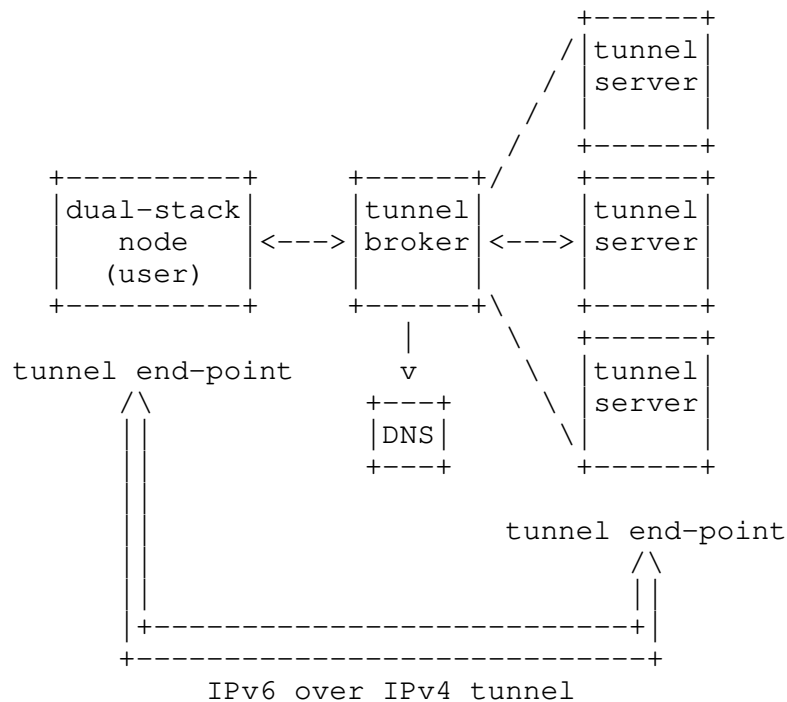 tunnel
server
dual-stack
node
(user)
<--->
tunnel
broker
<--->
tunnel
server
tunnel end-point
v
DNS
tunnel
server
tunnel end-point
IPv6 over IPv4 tunnel